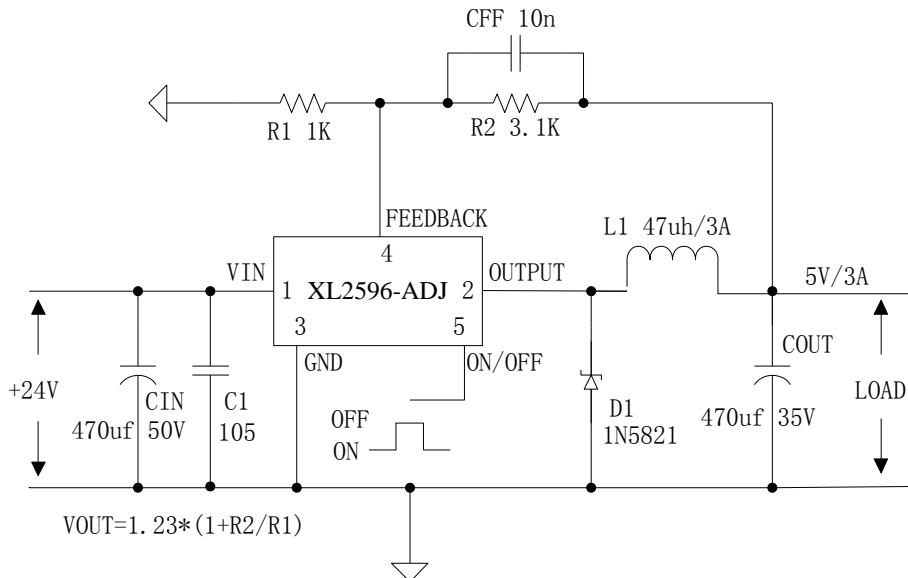 CFF 10n
R1 1K
R2 3.1K
FEEDBACK
L1 47uh/3A
4
VIN
OUTPUT
5V/3A
1 XL2596-ADJ 2
3
5
GND
ON/OFF
COUT
+24V
CIN
C1
OFF
D1
LOAD
470uf 50V
105
ON
1N5821
470uf 35V
VOUT=1.23*(1+R2/R1)